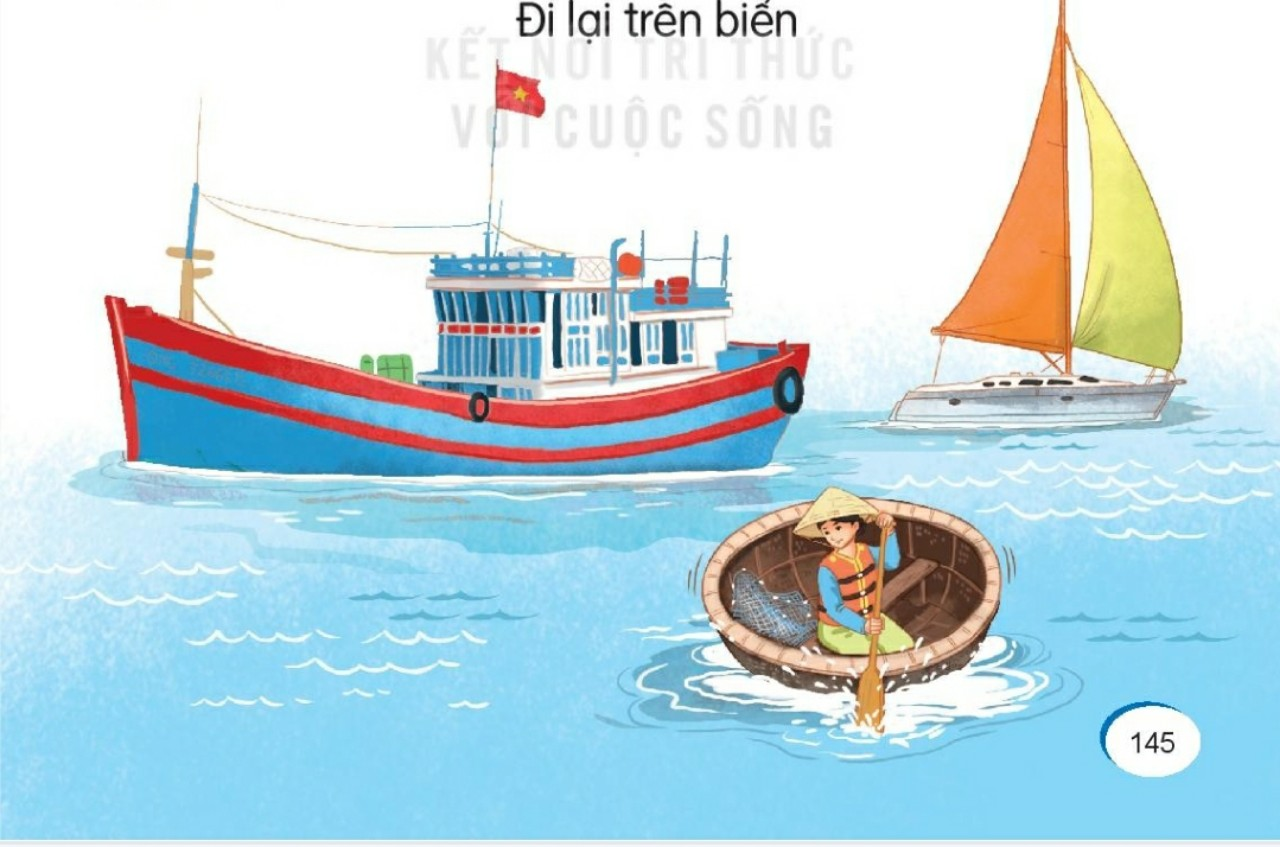 Đi lại trên biển
KẾT NỐI TRI THỨC
VỚI CUỘC SỐNG
145